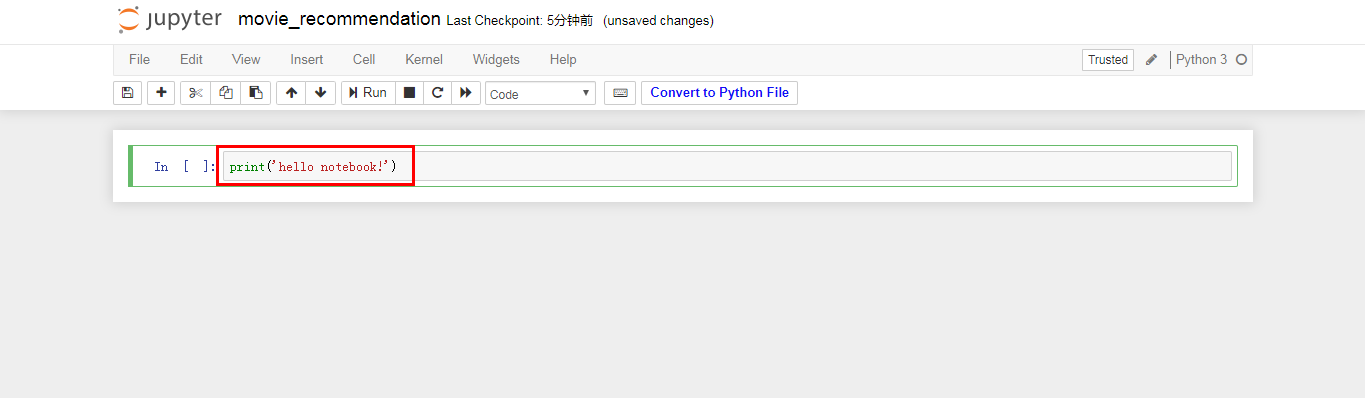 jupyter movie_recommendation Last Checkpoint: 5分钟前 (unsaved changes)
File Edit View Insert Cell Kernel Widgets Help Trusted Python 3
Run Code Convert to Python File
In [ ]: print('hello notebook!')